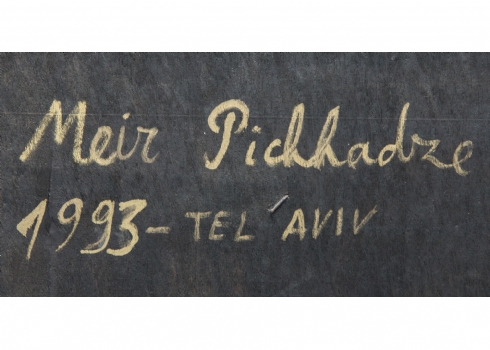 Meir Pichhadze
1993 - TEL AVIV